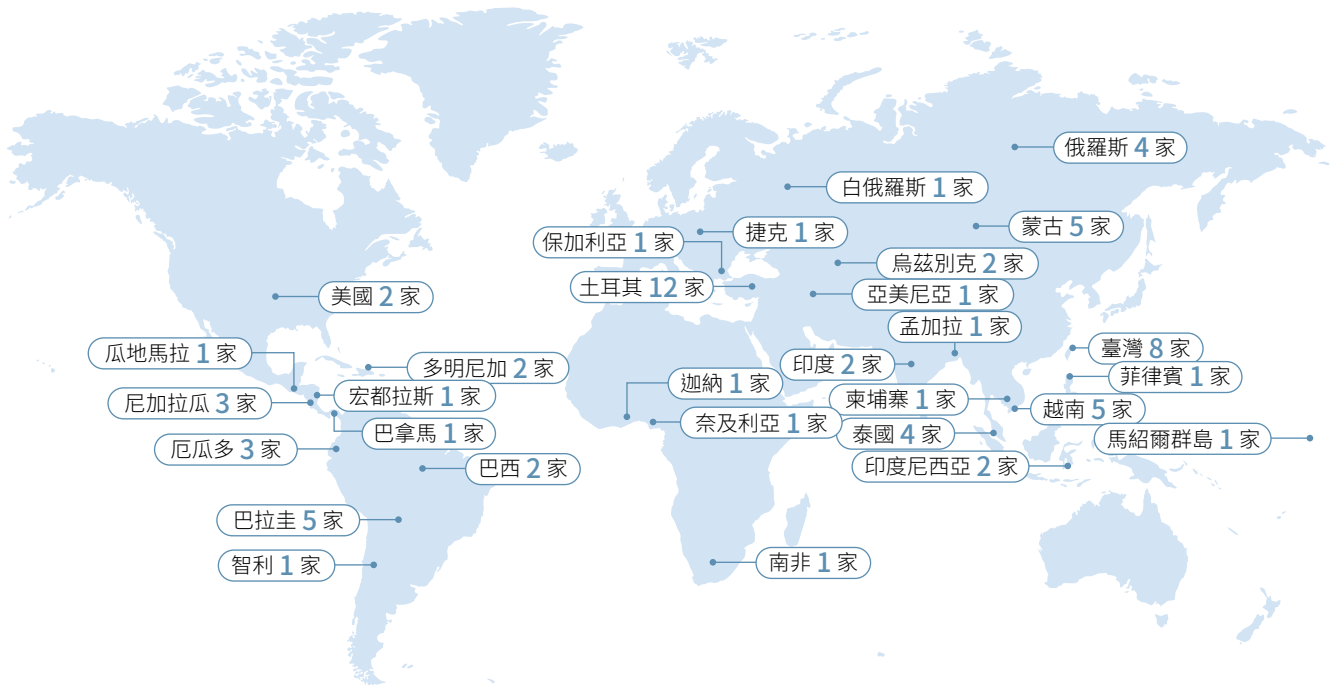 俄羅斯 4 家
白俄羅斯 1 家
捷克 1 家
蒙古 5 家
保加利亞 1 家
烏茲別克 2 家
土耳其 12 家
亞美尼亞 1 家
美國 2 家
孟加拉 1 家
瓜地馬拉 1 家
臺灣 8 家
多明尼加 2 家
印度 2 家
菲律賓 1 家
迦納 1 家
宏都拉斯 1 家
柬埔寨 1 家
尼加拉瓜 3 家
越南 5 家
奈及利亞 1 家
巴拿馬 1 家
泰國 4 家
馬紹爾群島 1 家
厄瓜多 3 家
印度尼西亞 2 家
巴西 2 家
巴拉圭 5 家
南非 1 家
智利 1 家